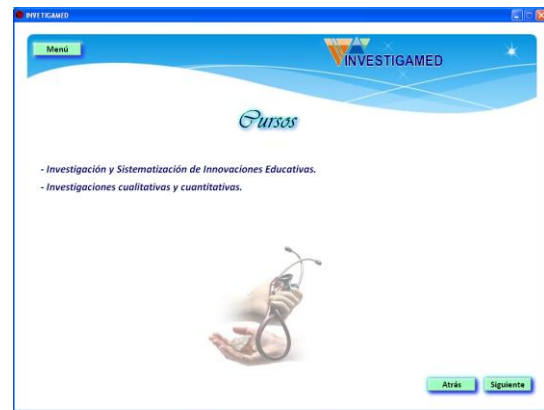 INVETIGAMED
Menú
INVESTIGAMED
Cursos
- Investigación y Sistematización de Innovaciones Educativas.
- Investigaciones cualitativas y cuantitativas.
Atrás Siguiente